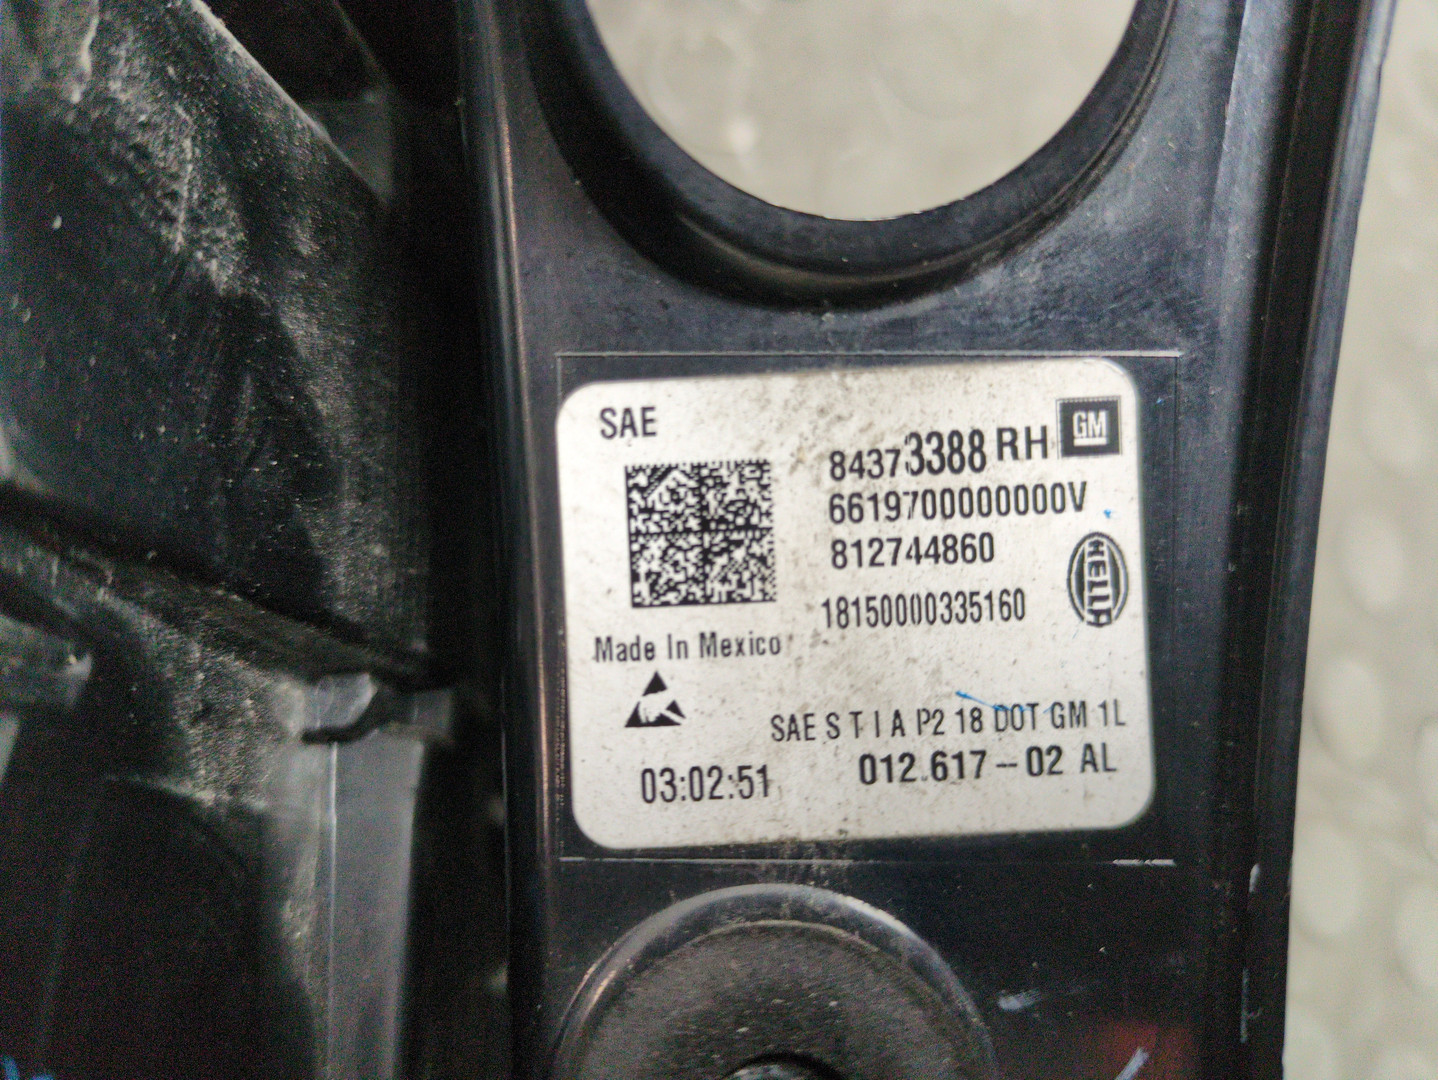 SAE
84373388 RH GM
6619700000000V
812744860
HELLA
18150000335160
Made In Mexico
SAE S T I A P2 18 DOT GM 1L
03:02:51
012.617-02 AL